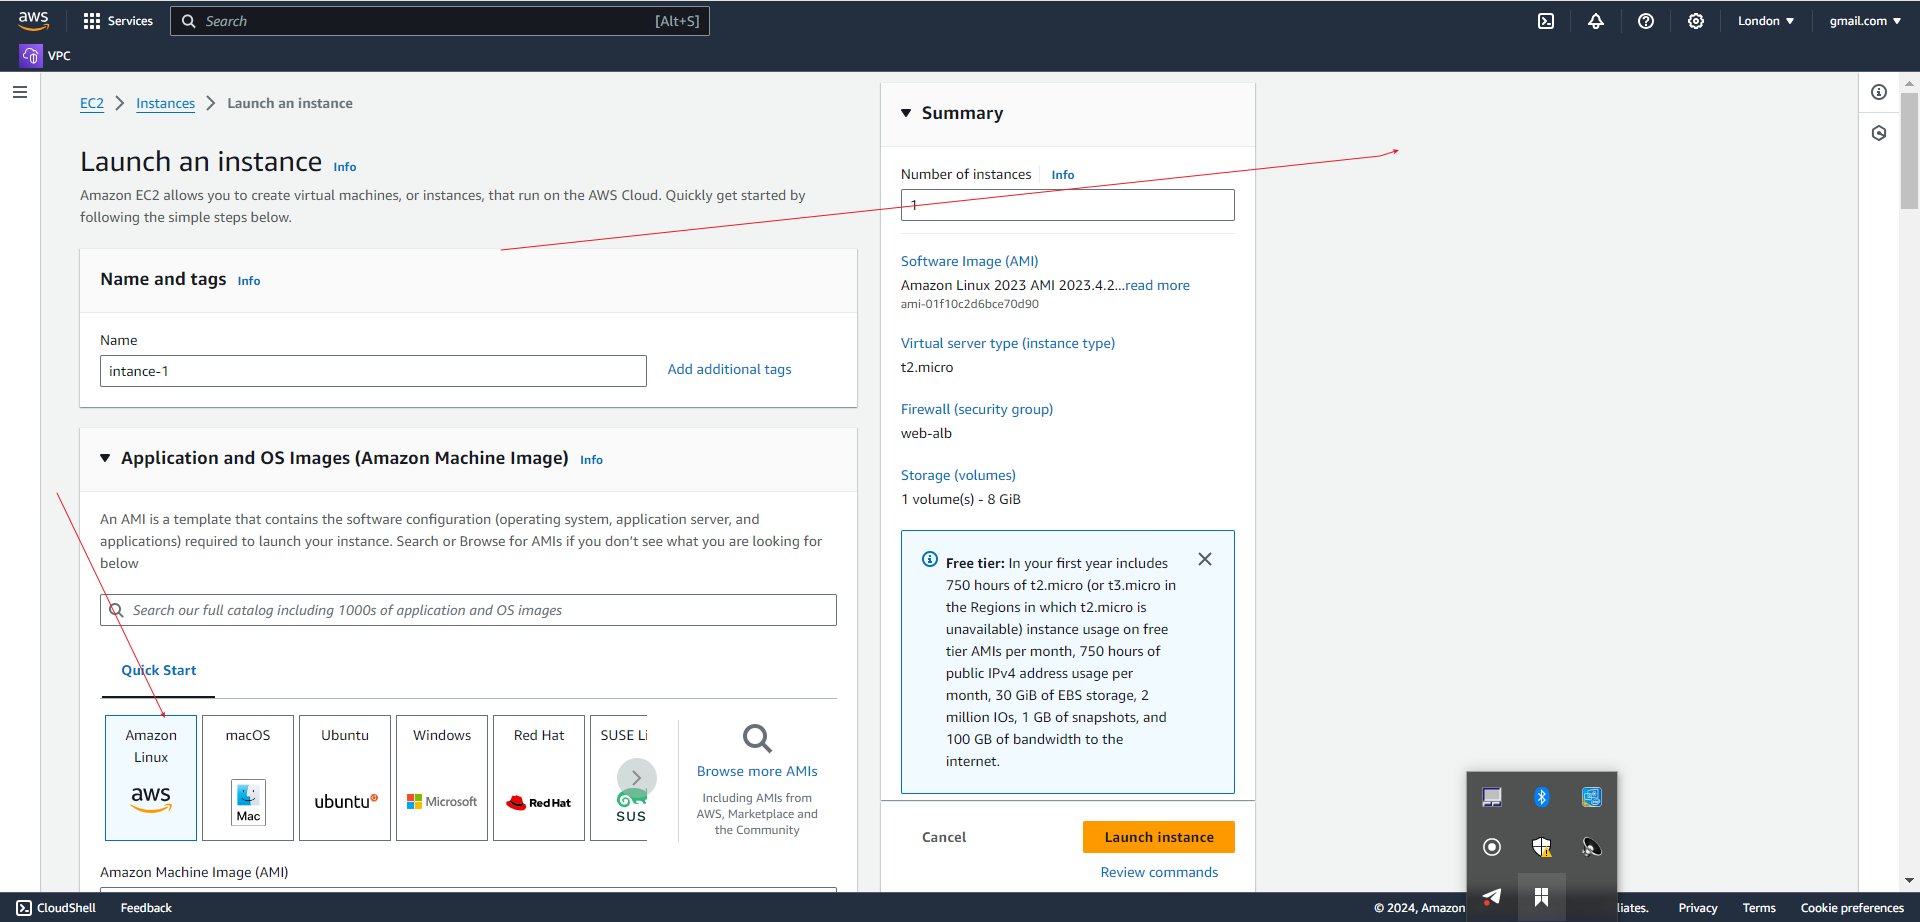 aws
Services
Search
[Alt+S]
London
gmail.com
VPC
EC2
Instances
Launch an instance
Launch an instance
Info
Amazon EC2 allows you to create virtual machines, or instances, that run on the AWS Cloud. Quickly get started by
following the simple steps below.
Name and tags
Info
Name
intance-1
Add additional tags
Application and OS Images (Amazon Machine Image)
Info
An AMI is a template that contains the software configuration (operating system, application server, and
applications) required to launch your instance. Search or Browse for AMIs if you don't see what you are looking for
below
Search our full catalog including 1000s of application and OS images
Quick Start
Amazon
Linux
aws
macOS
Mac
Ubuntu
ubuntu
Windows
Microsoft
Red Hat
Red Hat
SUSE Li
SUS
Browse more AMIs
Including AMIs from
AWS, Marketplace and
the Community
Amazon Machine Image (AMI)
Summary
Number of instances
Info
1
Software Image (AMI)
Amazon Linux 2023 AMI 2023.4.2...read more
ami-01f10c2d6bce70d90
Virtual server type (instance type)
t2.micro
Firewall (security group)
web-alb
Storage (volumes)
1 volume(s) - 8 GiB
Free tier: In your first year includes
750 hours of t2.micro (or t3.micro in
the Regions in which t2.micro is
unavailable) instance usage on free
tier AMIs per month, 750 hours of
public IPv4 address usage per
month, 30 GiB of EBS storage, 2
million IOs, 1 GB of snapshots, and
100 GB of bandwidth to the
internet.
Cancel
Launch instance
Review commands
CloudShell
Feedback
© 2024, Amazon
liates.
Privacy
Terms
Cookie preferences